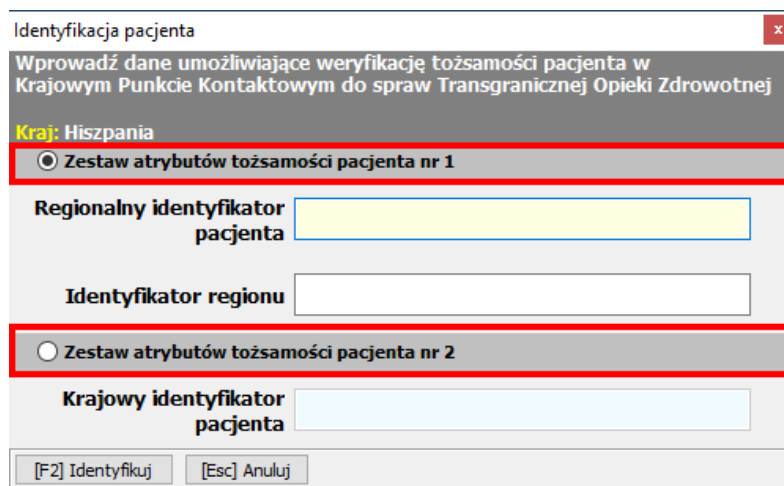 Identyfikacja pacjenta
x
Wprowadź dane umożliwiające weryfikację tożsamości pacjenta w
Krajowym Punkcie Kontaktowym do spraw Transgranicznej Opieki Zdrowotnej
Kraj: Hiszpania
Zestaw atrybutów tożsamości pacjenta nr 1
Regionalny identyfikator
pacjenta
Identyfikator regionu
Zestaw atrybutów tożsamości pacjenta nr 2
Krajowy identyfikator
pacjenta
[F2] Identyfikuj [Esc] Anuluj